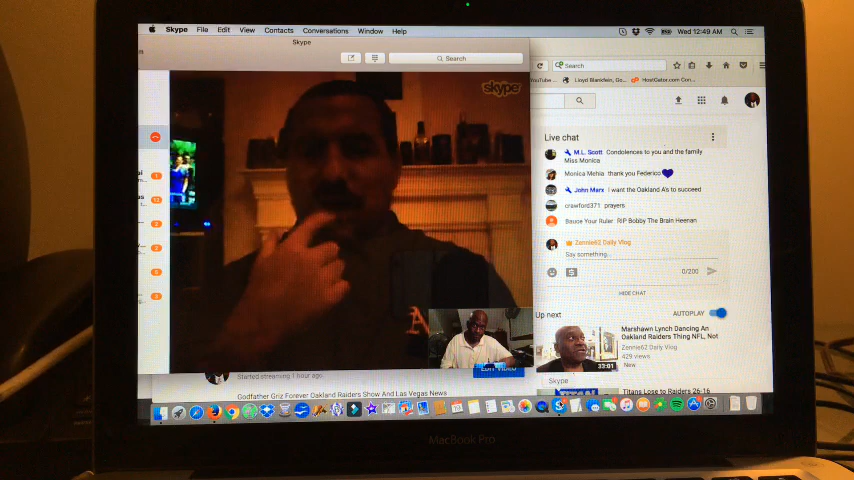 Skype File Edit View Contacts Conversations Window Help
Wed 12:49 AM
Skype
Search
Search
YouTube ...
Lloyd Blankfein, Go...
HostGator.com Con...
skype
Live chat
M.L. Scott Condolences to you and the family
Miss Monica
Monica Mehla thank you Federico
John Marx I want the Oakland A's to succeed
crawford371 prayers
Bauce Your Ruler RIP Bobby The Brain Heenan
Zennie62 Daily Vlog
Say something...
0/200
HIDE CHAT
Up next
AUTOPLAY
Marshawn Lynch Dancing An
Oakland Raiders Thing NFL, Not
Zennie62 Daily Vlog
429 views
New
33:01
Skype
Titans Lose to Raiders 26-16
A
Edit Video
Started streaming 1 hour ago
Godfather Griz Forever Oakland Raiders Show And Las Vegas News
MacBook Pro